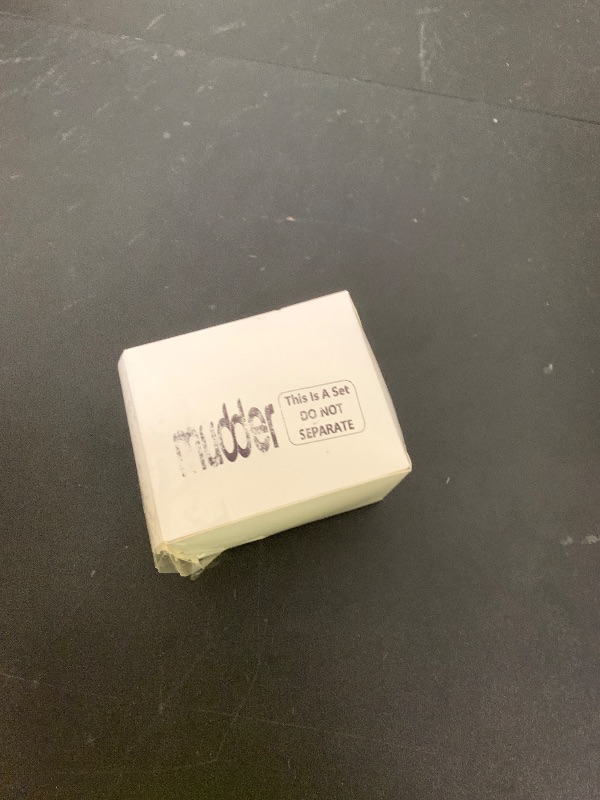 mudder
This Is A Set
DO NOT
SEPARATE